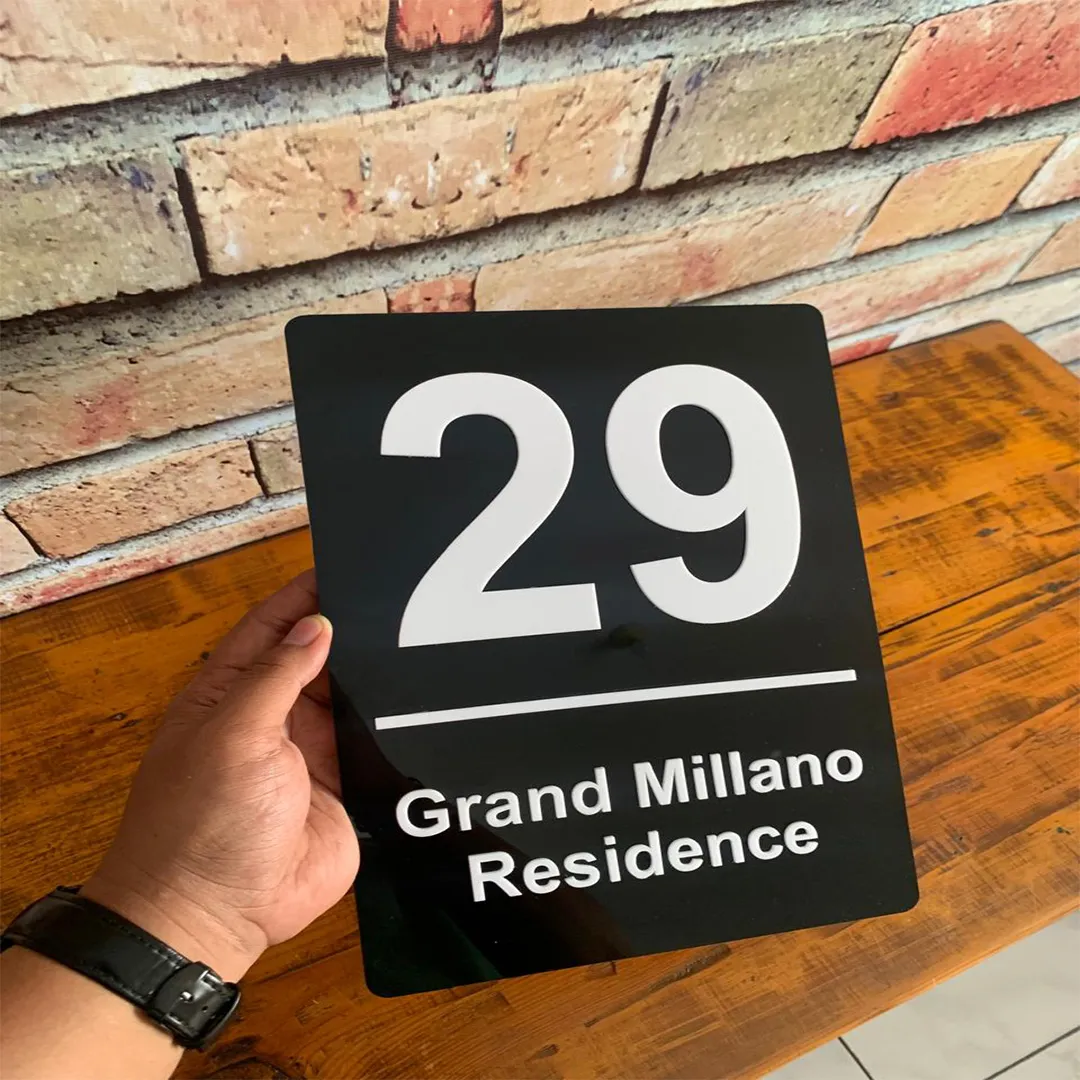 29
Grand Millano
Residence